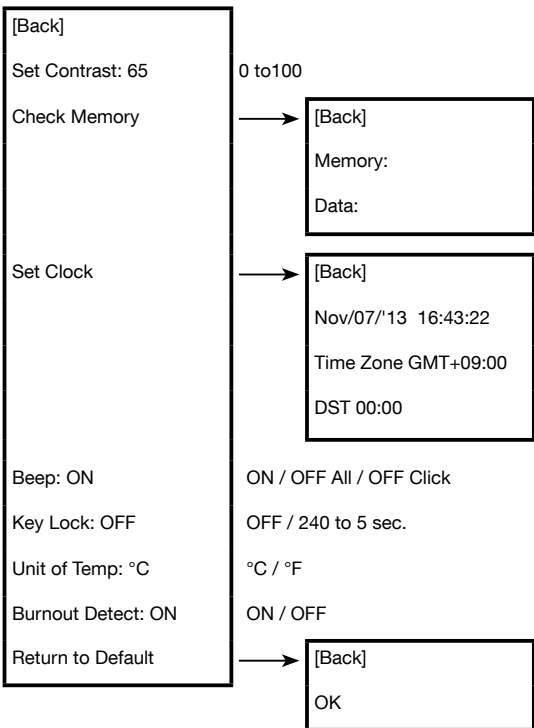 [Back]
Set Contrast: 65 0 to100
Check Memory
[Back]
Memory:
Data:
Set Clock
[Back]
Nov/07/'13 16:43:22
Time Zone GMT+09:00
DST 00:00
Beep: ON ON / OFF All / OFF Click
Key Lock: OFF OFF / 240 to 5 sec.
Unit of Temp: °C °C / °F
Burnout Detect: ON ON / OFF
Return to Default
[Back]
OK